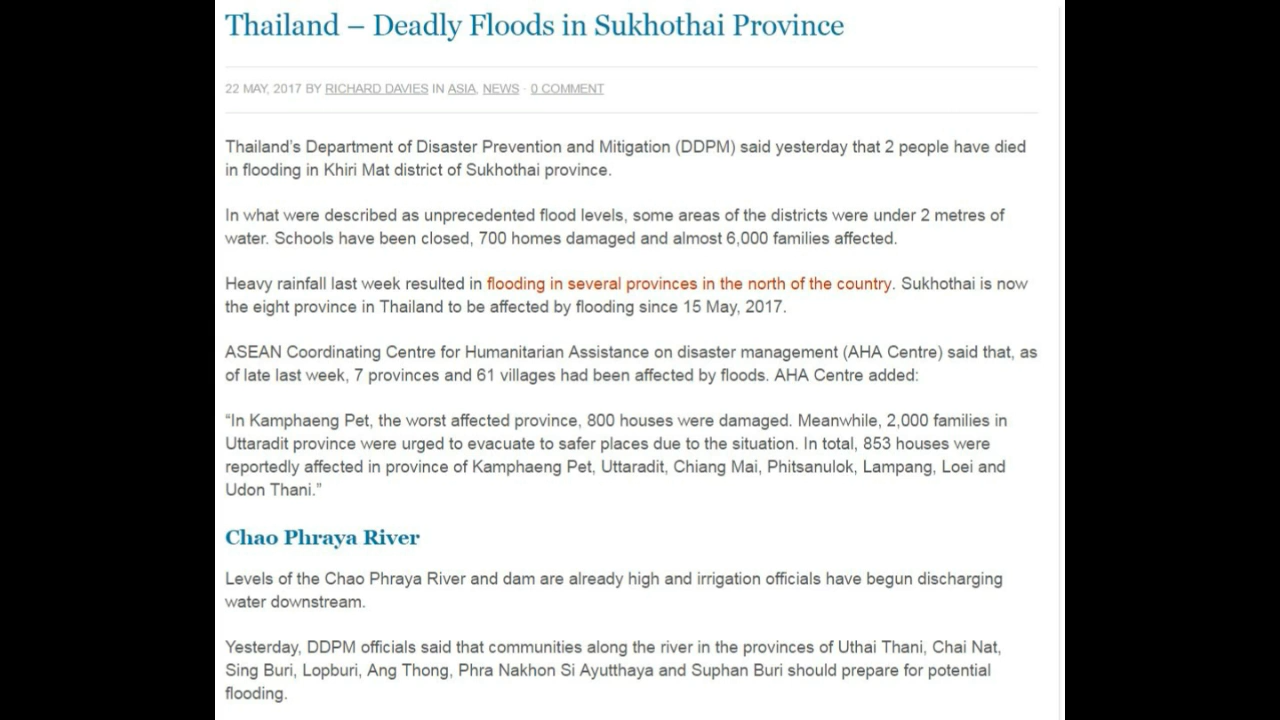 Thailand – Deadly Floods in Sukhothai Province
22 MAY, 2017 BY RICHARD DAVIES IN ASIA, NEWS · 0 COMMENT
Thailand's Department of Disaster Prevention and Mitigation (DDPM) said yesterday that 2 people have died
in flooding in Khiri Mat district of Sukhothai province.
In what were described as unprecedented flood levels, some areas of the districts were under 2 metres of
water. Schools have been closed, 700 homes damaged and almost 6,000 families affected.
Heavy rainfall last week resulted in flooding in several provinces in the north of the country. Sukhothai is now
the eight province in Thailand to be affected by flooding since 15 May, 2017.
ASEAN Coordinating Centre for Humanitarian Assistance on disaster management (AHA Centre) said that, as
of late last week, 7 provinces and 61 villages had been affected by floods. AHA Centre added:
“In Kamphaeng Pet, the worst affected province, 800 houses were damaged. Meanwhile, 2,000 families in
Uttaradit province were urged to evacuate to safer places due to the situation. In total, 853 houses were
reportedly affected in province of Kamphaeng Pet, Uttaradit, Chiang Mai, Phitsanulok, Lampang, Loei and
Udon Thani.”
Chao Phraya River
Levels of the Chao Phraya River and dam are already high and irrigation officials have begun discharging
water downstream.
Yesterday, DDPM officials said that communities along the river in the provinces of Uthai Thani, Chai Nat,
Sing Buri, Lopburi, Ang Thong, Phra Nakhon Si Ayutthaya and Suphan Buri should prepare for potential
flooding.